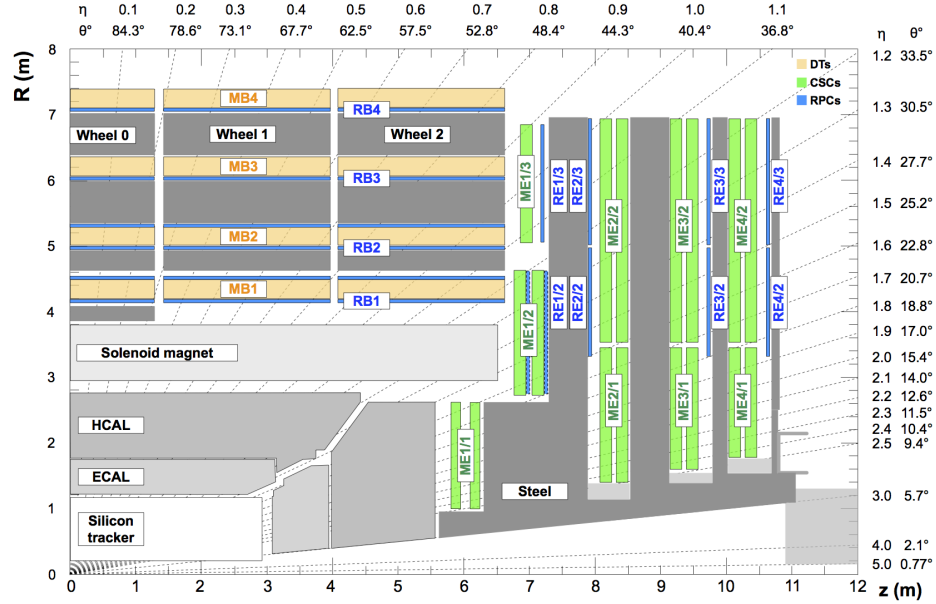 η 0.1 0.2 0.3 0.4 0.5 0.6 0.7 0.8 0.9 1.0 1.1
θ° 84.3° 78.6° 73.1° 67.7° 62.5° 57.5° 52.8° 48.4° 44.3° 40.4° 36.8° η θ°
R (m)
8
7
6
5
4
3
2
1
0
1.2 33.5°
1.3 30.5°
1.4 27.7°
1.5 25.2°
1.6 22.8°
1.7 20.7°
1.8 18.8°
1.9 17.0°
2.0 15.4°
2.1 14.0°
2.2 12.6°
2.3 11.5°
2.4 10.4°
2.5 9.4°
3.0 5.7°
4.0 2.1°
5.0 0.77°
DTs
CSCs
RPCs
MB4
RB4
Wheel 0 Wheel 1 Wheel 2
MB3
RB3
MB2
RB2
MB1
RB1
Solenoid magnet
HCAL
ECAL
Silicon
tracker
Steel
ME1/3
RE1/3
RE2/3
ME2/2
ME3/2
RE3/3
ME4/2
RE4/3
ME1/2
RE1/2
RE2/2
RE3/2
RE4/2
ME1/1
ME2/1
ME3/1
ME4/1
0 1 2 3 4 5 6 7 8 9 10 11 12
z (m)